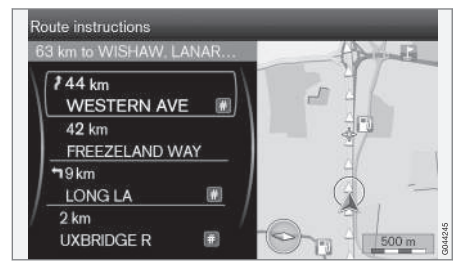 Route instructions
63 km to WISHAW, LANAR...
44 km
WESTERN AVE #
42 km
FREEZELAND WAY
9 km
LONG LA #
2 km
UXBRIDGE R #
500 m
G044245